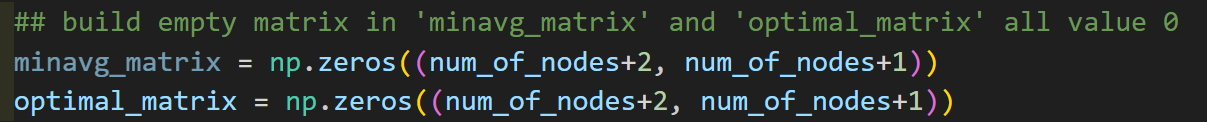 ## build empty matrix in 'minavg_matrix' and 'optimal_matrix' all value 0
minavg_matrix = np.zeros((num_of_nodes+2, num_of_nodes+1))
optimal_matrix = np.zeros((num_of_nodes+2, num_of_nodes+1))